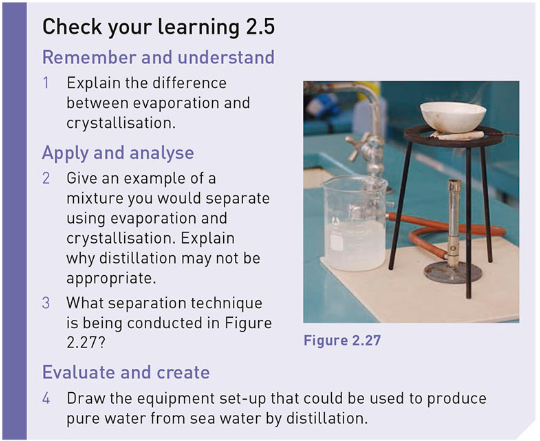 Check your learning 2.5
Remember and understand
1 Explain the difference
between evaporation and
crystallisation.
Apply and analyse
2 Give an example of a
mixture you would separate
using evaporation and
crystallisation. Explain
why distillation may not be
appropriate.
3 What separation technique
is being conducted in Figure
2.27?
Figure 2.27
Evaluate and create
4 Draw the equipment set-up that could be used to produce
pure water from sea water by distillation.